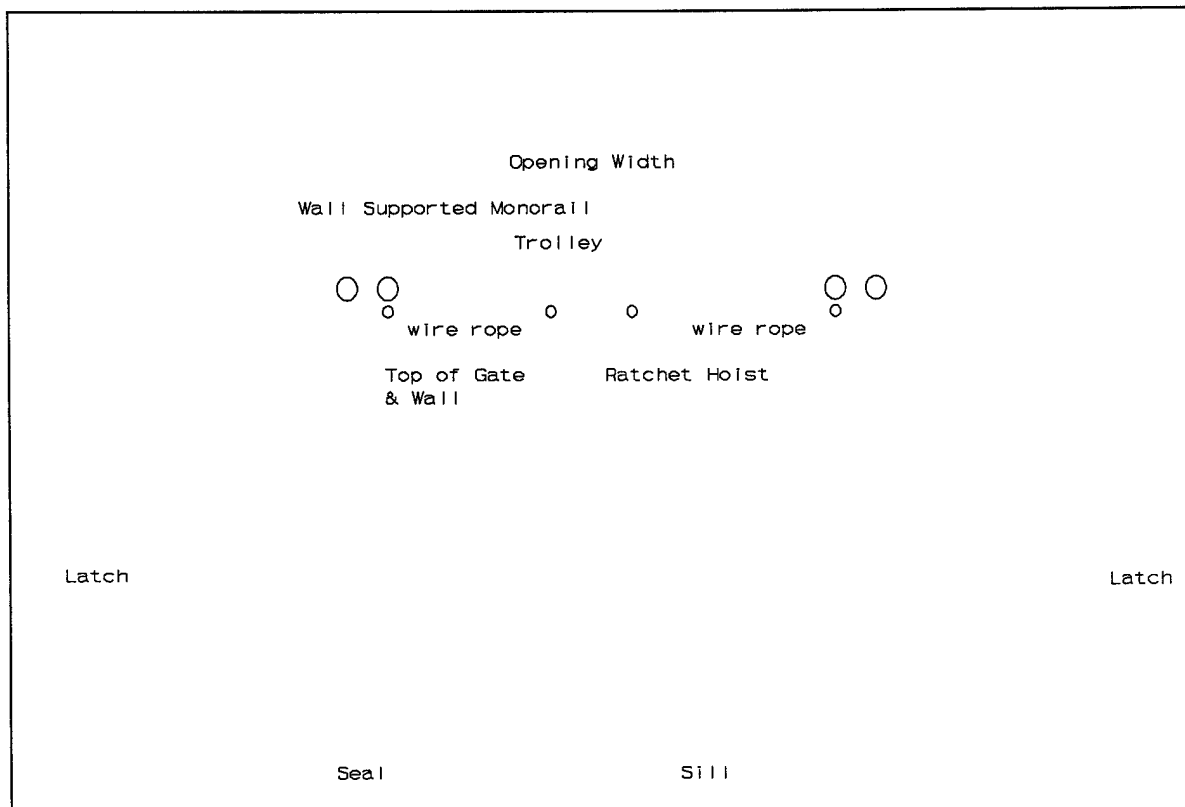 Opening Width
Wall Supported Monorail
Trolley
wire rope
wire rope
Top of Gate
& Wall
Ratchet Hoist
Latch
Latch
Seal
Sill